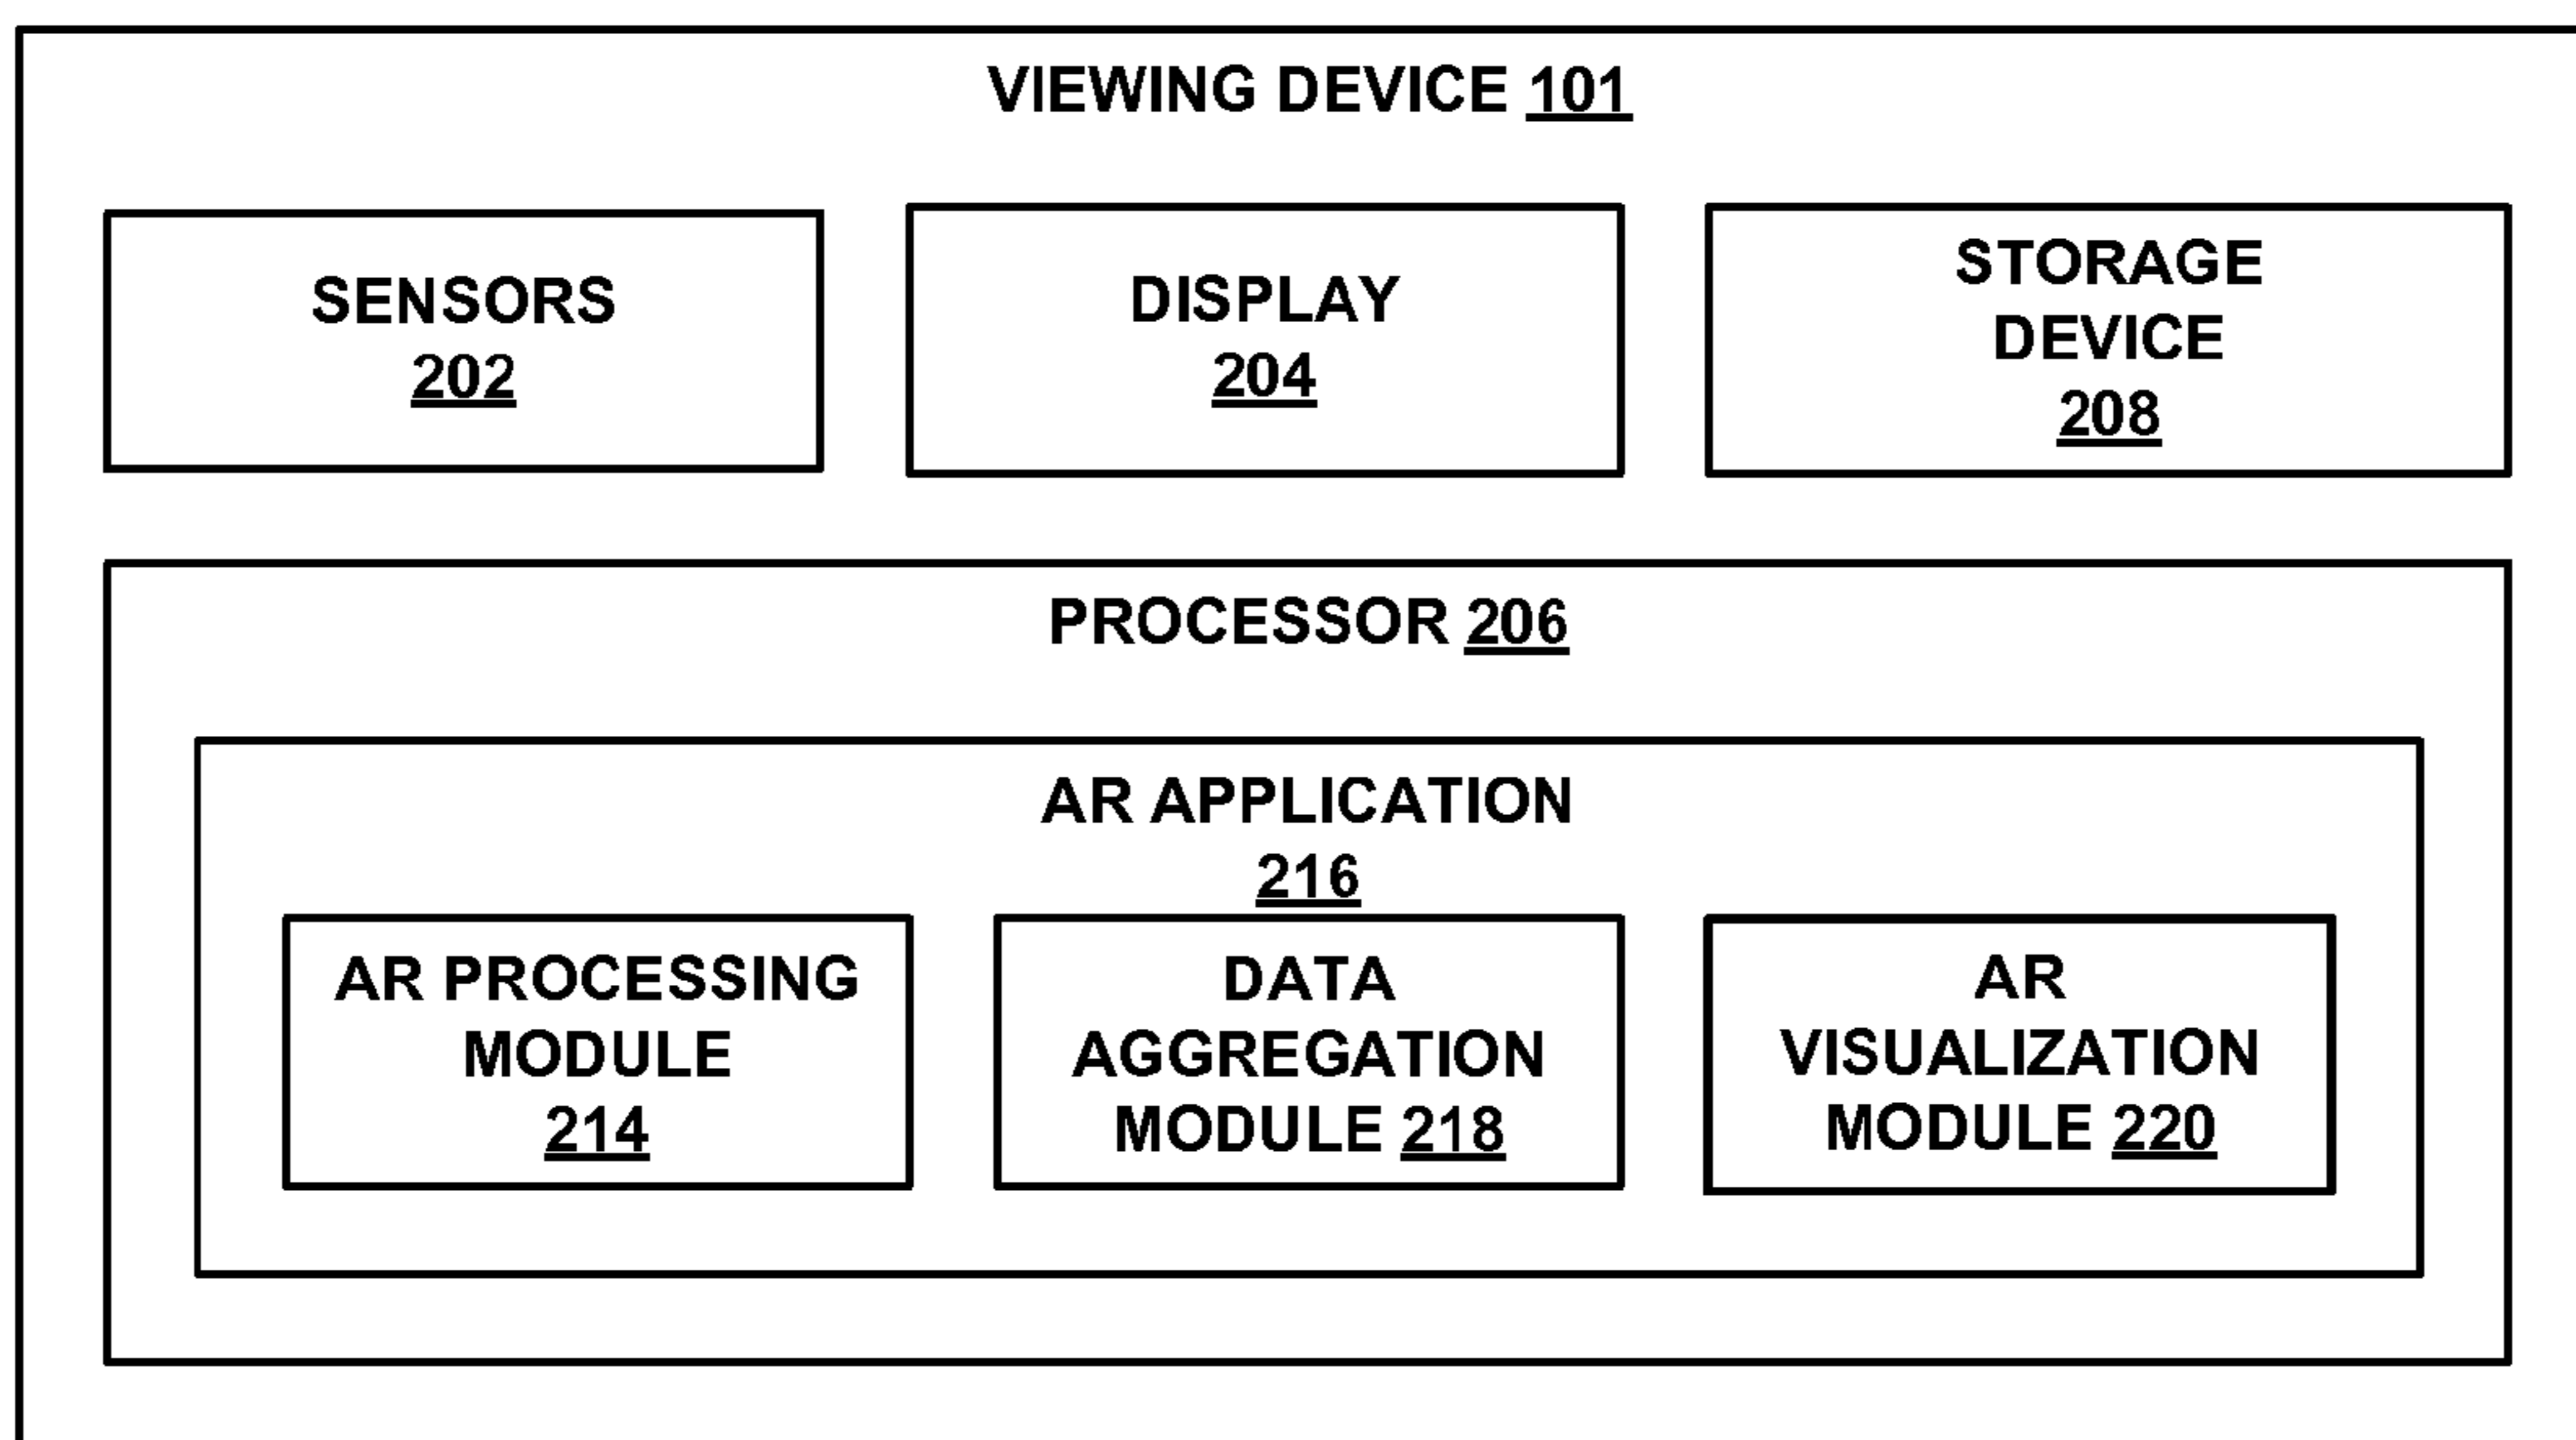 VIEWING DEVICE 101
SENSORS
202
DISPLAY
204
STORAGE
DEVICE
208
PROCESSOR 206
AR APPLICATION
216
AR PROCESSING
MODULE
214
DATA
AGGREGATION
MODULE 218
AR
VISUALIZATION
MODULE 220